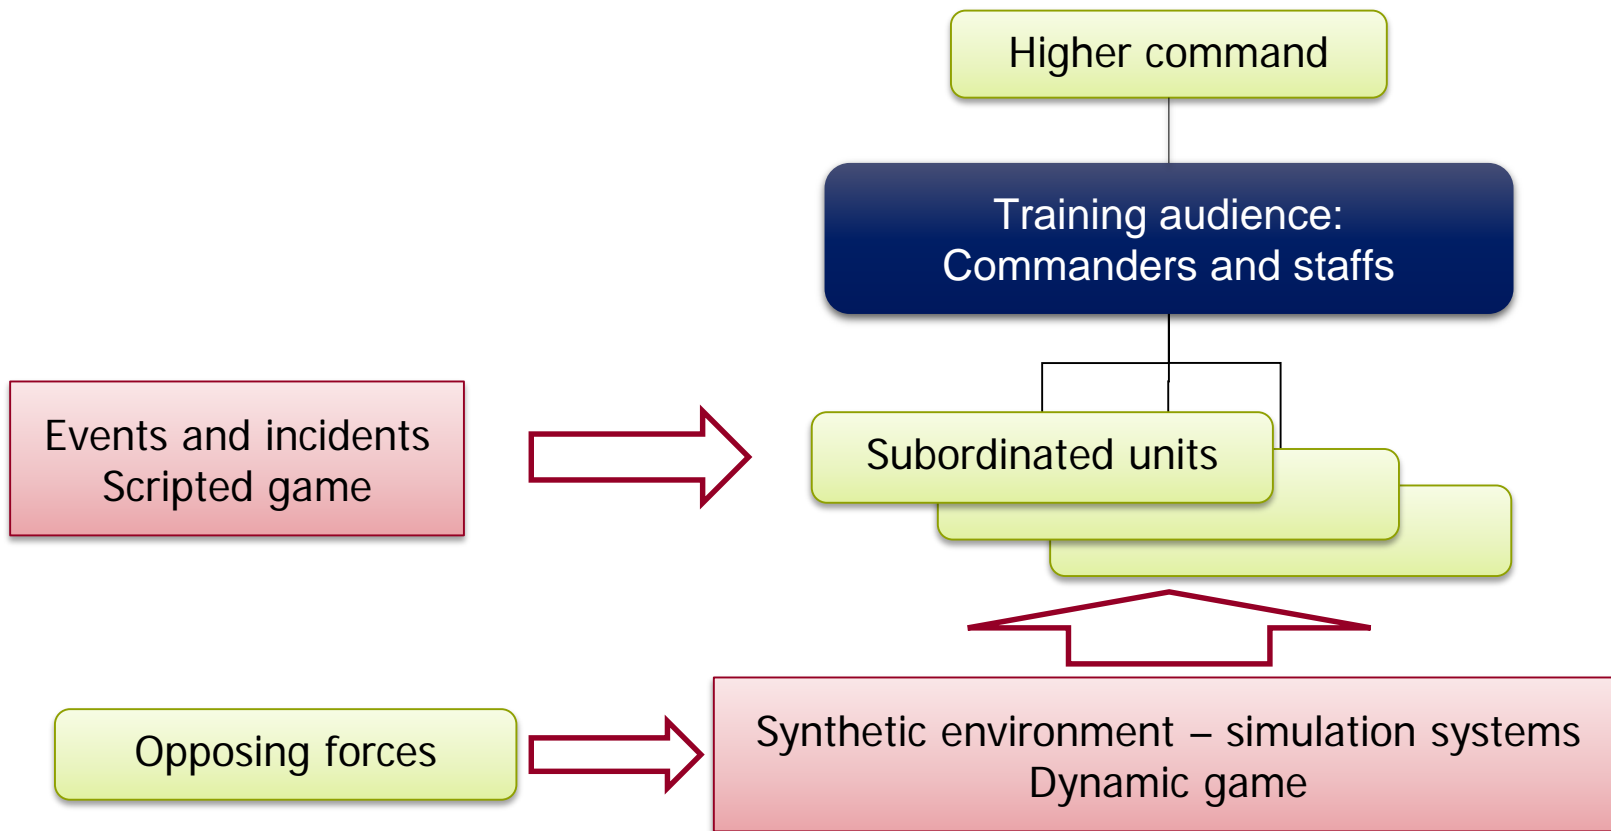 Higher command
Training audience:
Commanders and staffs
Events and incidents
Scripted game
Subordinated units
Opposing forces
Synthetic environment – simulation systems
Dynamic game